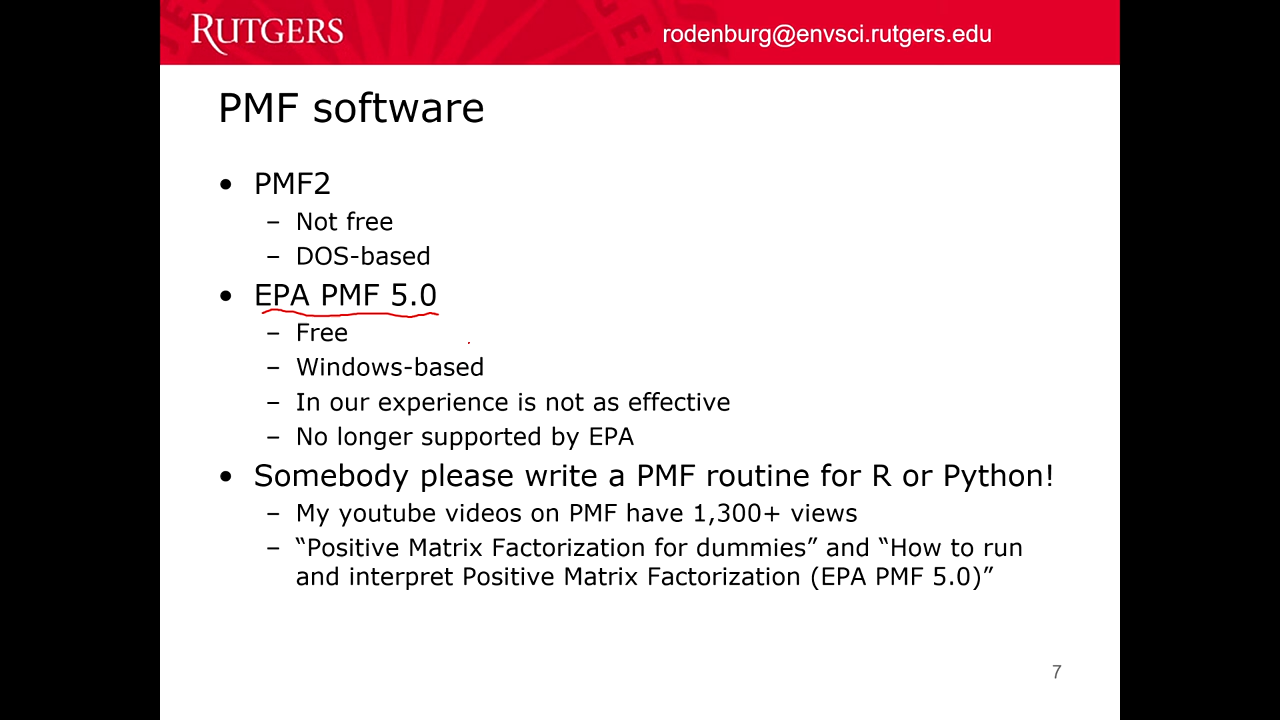 RUTGERS
rodenburg@envsci.rutgers.edu
PMF software
• PMF2
– Not free
– DOS-based
• EPA PMF 5.0
– Free
– Windows-based
– In our experience is not as effective
– No longer supported by EPA
• Somebody please write a PMF routine for R or Python!
– My youtube videos on PMF have 1,300+ views
– “Positive Matrix Factorization for dummies” and “How to run
and interpret Positive Matrix Factorization (EPA PMF 5.0)”
7